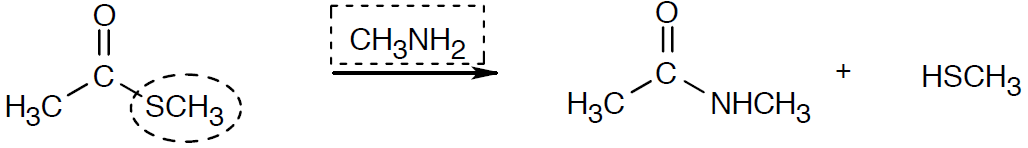 O
C
H₃C
SCH₃
CH₃NH₂
O
C
H₃C
NHCH₃
+
HSCH₃